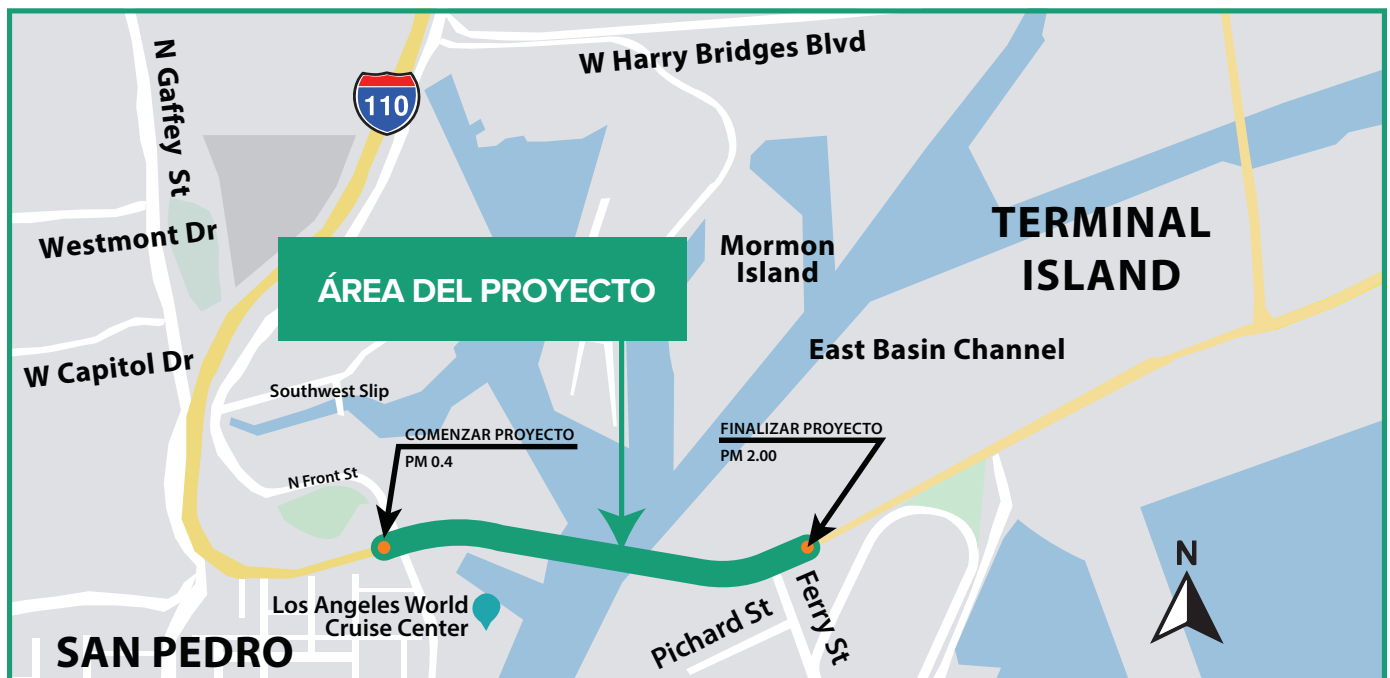 N Gaffey St
110
W Harry Bridges Blvd
Westmont Dr
TERMINAL
ISLAND
Mormon
Island
ÁREA DEL PROYECTO
East Basin Channel
W Capitol Dr
Southwest Slip
COMENZAR PROYECTO
PM 0.4
FINALIZAR PROYECTO
PM 2.00
N Front St
N
Los Angeles World
Cruise Center
Pichard St
Ferry St
SAN PEDRO